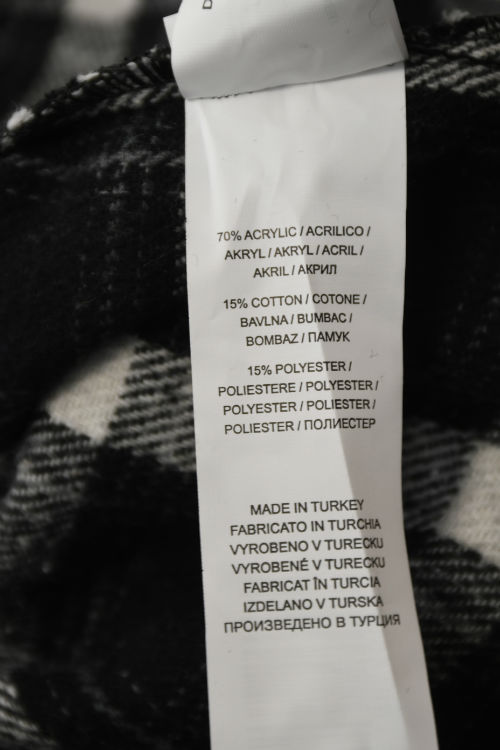 D
70% ACRYLIC / ACRILICO /
AKRYL / AKRYL / ACRIL /
AKRIL / АКРИЛ
15% COTTON / COTONE /
BAVLNA / BUMBAC /
BOMBAZ / ПАМУК
15% POLYESTER /
POLIESTERE / POLYESTER /
POLYESTER / POLIESTER /
POLIESTER / ПОЛИЕСТЕР
MADE IN TURKEY
FABRICATO IN TURCHIA
VYROBENO V TURECKU
VYROBENÉ V TURECKU
FABRICAT ÎN TURCIA
IZDELANO V TURSKA
ПРОИЗВЕДЕНО В ТУРЦИЯ